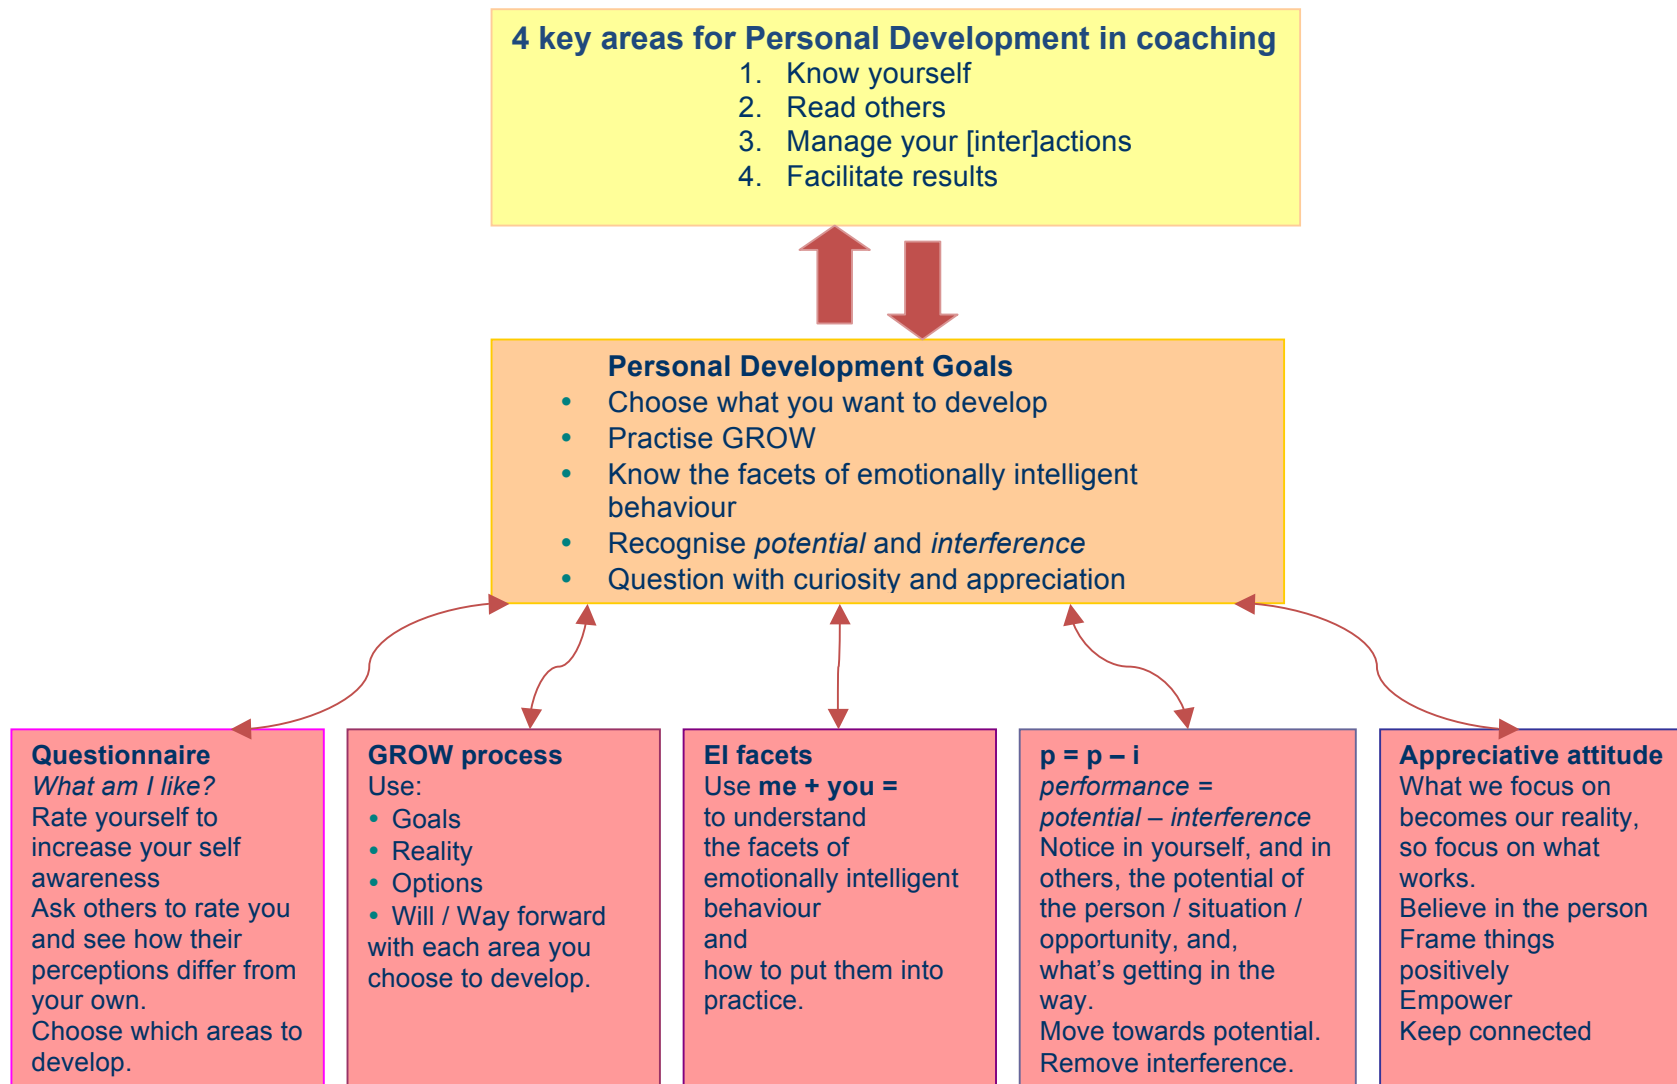 4 key areas for Personal Development in coaching
1. Know yourself
2. Read others
3. Manage your [inter]actions
4. Facilitate results
Personal Development Goals
• Choose what you want to develop
• Practise GROW
• Know the facets of emotionally intelligent
behaviour
• Recognise potential and interference
• Question with curiosity and appreciation
Questionnaire
What am I like?
Rate yourself to
increase your self
awareness
Ask others to rate you
and see how their
perceptions differ from
your own.
Choose which areas to
develop.
GROW process
Use:
• Goals
• Reality
• Options
• Will / Way forward
with each area you
choose to develop.
EI facets
Use me + you =
to understand
the facets of
emotionally intelligent
behaviour
and
how to put them into
practice.
p = p – i
performance =
potential – interference
Notice in yourself, and in
others, the potential of
the person / situation /
opportunity, and,
what's getting in the
way.
Move towards potential.
Remove interference.
Appreciative attitude
What we focus on
becomes our reality,
so focus on what
works.
Believe in the person
Frame things
positively
Empower
Keep connected